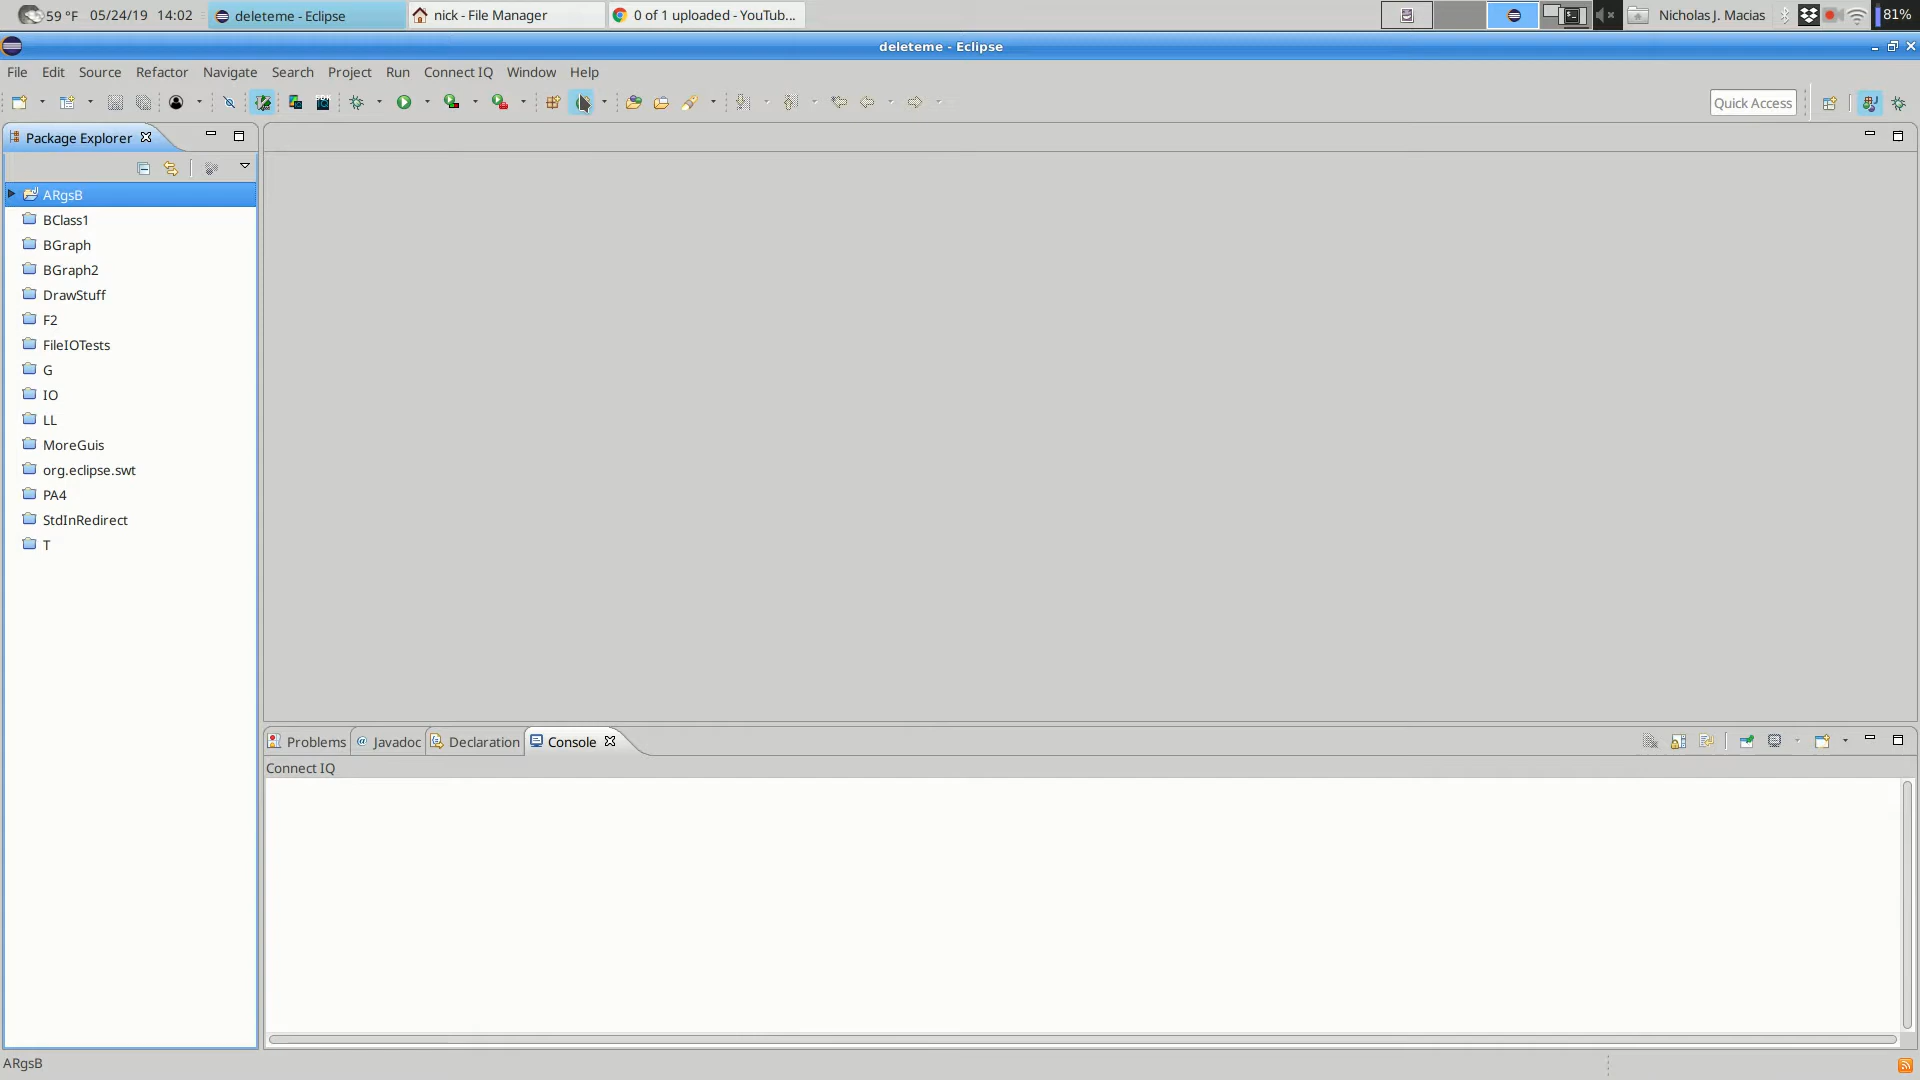 59 °F 05/24/19 14:02 deleteme - Eclipse nick - File Manager 0 of 1 uploaded - YouTub... Nicholas J. Macias 81%
deleteme - Eclipse
File Edit Source Refactor Navigate Search Project Run Connect IQ Window Help
Quick Access
Package Explorer
ARgsB
BClass1
BGraph
BGraph2
DrawStuff
F2
FileIOTests
G
IO
LL
MoreGuis
org.eclipse.swt
PA4
StdInRedirect
T
Problems Javadoc Declaration Console
Connect IQ
ARgsB